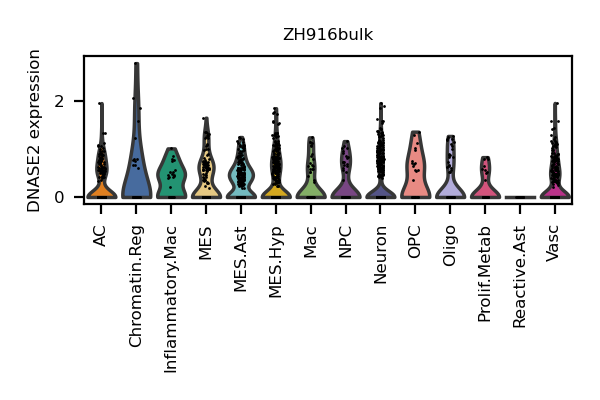 ZH916bulk
DNASE2 expression
2
0
AC
Chromatin.Reg
Inflammatory.Mac
MES
MES.Ast
MES.Hyp
Mac
NPC
Neuron
OPC
Oligo
Prolif.Metab
Reactive.Ast
Vasc